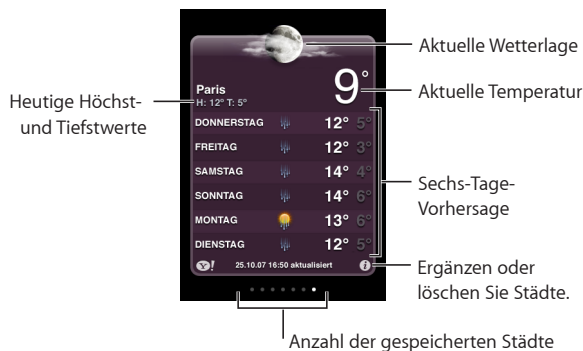 Aktuelle Wetterlage
Paris
H: 12° T: 5°
9°
Aktuelle Temperatur
Heutige Höchst-
und Tiefstwerte
DONNERSTAG 12° 5°
FREITAG 12° 3°
SAMSTAG 14° 4°
SONNTAG 14° 6°
MONTAG 13° 6°
DIENSTAG 12° 5°
Sechs-Tage-
Vorhersage
Y! 25.10.07 16:50 aktualisiert i
Ergänzen oder
löschen Sie Städte.
Anzahl der gespeicherten Städte